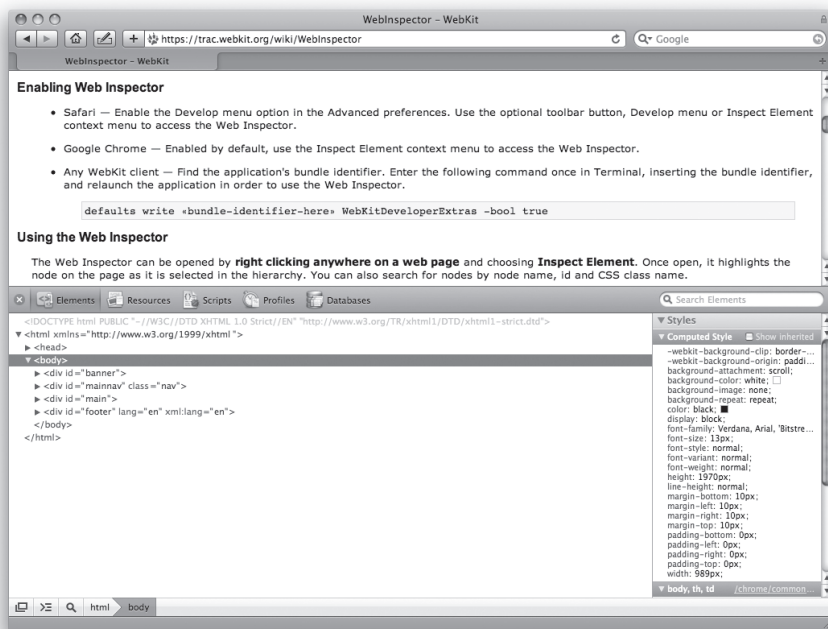 WebInspector – WebKit
https://trac.webkit.org/wiki/WebInspector
Google
WebInspector – WebKit
Enabling Web Inspector
• Safari — Enable the Develop menu option in the Advanced preferences. Use the optional toolbar button, Develop menu or Inspect Element
context menu to access the Web Inspector.
• Google Chrome — Enabled by default, use the Inspect Element context menu to access the Web Inspector.
• Any WebKit client — Find the application's bundle identifier. Enter the following command once in Terminal, inserting the bundle identifier,
and relaunch the application in order to use the Web Inspector.
defaults write «bundle-identifier-here» WebKitDeveloperExtras -bool true
Using the Web Inspector
The Web Inspector can be opened by right clicking anywhere on a web page and choosing Inspect Element. Once open, it highlights the
node on the page as it is selected in the hierarchy. You can also search for nodes by node name, id and CSS class name.
Elements Resources Scripts Profiles Databases Search Elements
<!DOCTYPE html PUBLIC "-//W3C//DTD XHTML 1.0 Strict//EN" "http://www.w3.org/TR/xhtml1/DTD/xhtml1-strict.dtd">
<html xmlns="http://www.w3.org/1999/xhtml">
<head>
<body>
<div id="banner">
<div id="mainnav" class="nav">
<div id="main">
<div id="footer" lang="en" xml:lang="en">
</body>
</html>
Styles
Computed Style Show inherited
-webkit-background-clip: border-...
-webkit-background-origin: paddi...
background-attachment: scroll;
background-color: white;
background-image: none;
background-repeat: repeat;
color: black;
display: block;
font-family: Verdana, Arial, 'Bitstre...
font-size: 13px;
font-style: normal;
font-variant: normal;
font-weight: normal;
height: 1970px;
line-height: normal;
margin-bottom: 10px;
margin-left: 10px;
margin-right: 10px;
margin-top: 10px;
padding-bottom: 0px;
padding-left: 0px;
padding-right: 0px;
padding-top: 0px;
width: 989px;
body, th, td /chrome/common...
html body